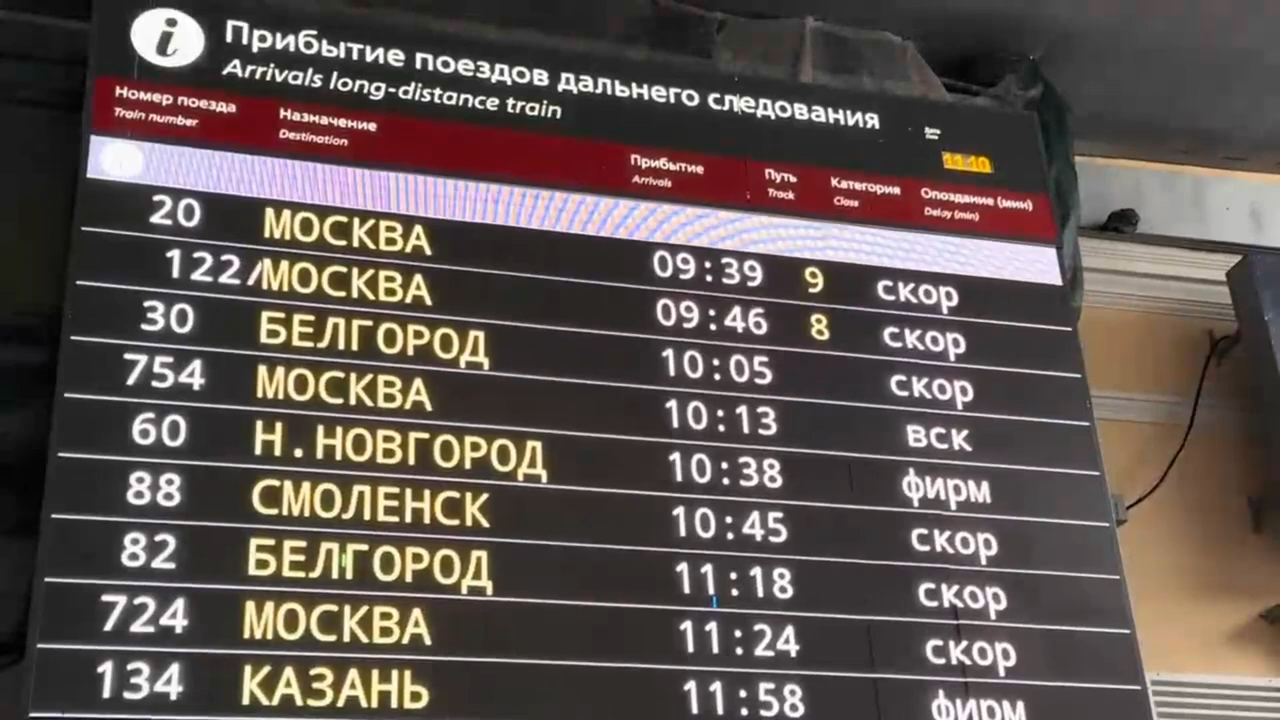 i Прибытие поездов дальнего следования
Arrivals long-distance train
11:10
Номер поезда Назначение Прибытие Путь Категория Опоздание (мин)
Train number Destination Arrivals Track Class Delay (min)
20 МОСКВА 09:39 9 скор
122/ МОСКВА 09:46 8 скор
30 БЕЛГОРОД 10:05 скор
754 МОСКВА 10:13 вск
60 Н.НОВГОРОД 10:38 фирм
88 СМОЛЕНСК 10:45 скор
82 БЕЛГОРОД 11:18 скор
724 МОСКВА 11:24 скор
134 КАЗАНЬ 11:58 фирм